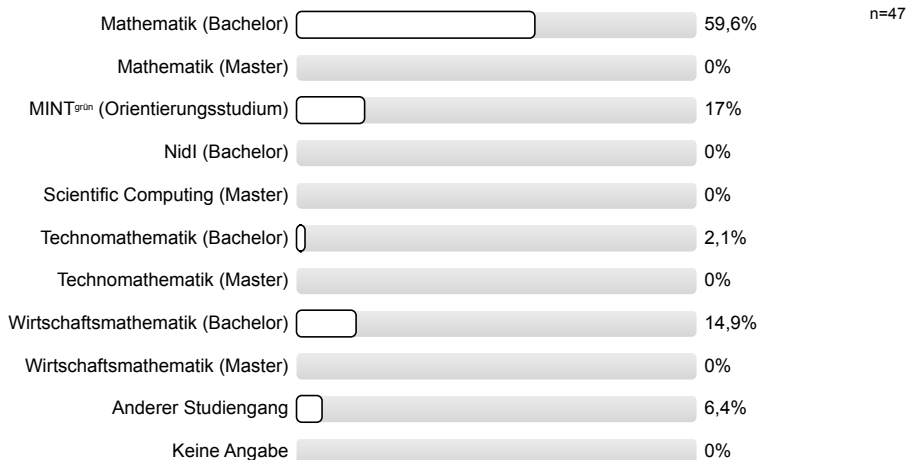 n=47
Mathematik (Bachelor) 59,6%
Mathematik (Master) 0%
MINTgrün (Orientierungsstudium) 17%
NidI (Bachelor) 0%
Scientific Computing (Master) 0%
Technomathematik (Bachelor) 2,1%
Technomathematik (Master) 0%
Wirtschaftsmathematik (Bachelor) 14,9%
Wirtschaftsmathematik (Master) 0%
Anderer Studiengang 6,4%
Keine Angabe 0%